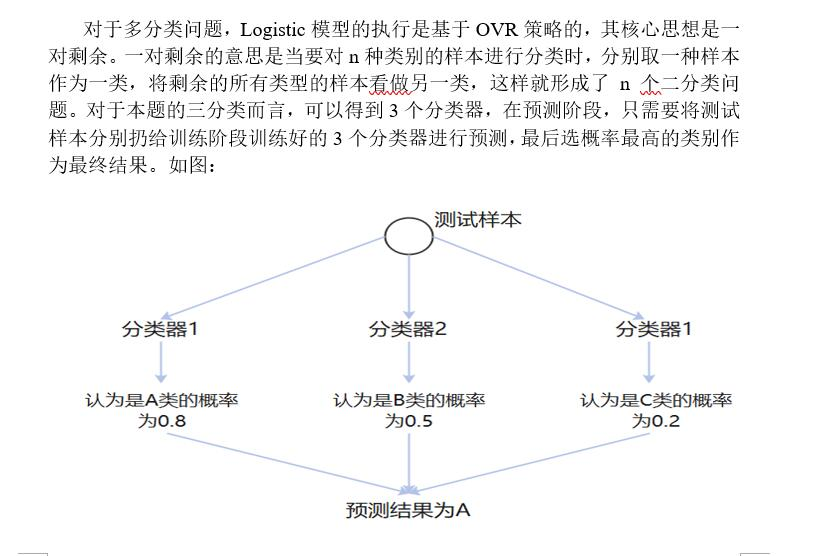 对于多分类问题，Logistic 模型的执行是基于 OVR 策略的，其核心思想是一
对剩余。一对剩余的意思是当要对 n 种类别的样本进行分类时，分别取一种样本
作为一类，将剩余的所有类型的样本看做另一类，这样就形成了 n 个二分类问
题。对于本题的三分类而言，可以得到 3 个分类器，在预测阶段，只需要将测试
样本分别扔给训练阶段训练好的 3 个分类器进行预测，最后选概率最高的类别作
为最终结果。如图：
测试样本
分类器1
分类器2
分类器1
认为是A类的概率
为0.8
认为是B类的概率
为0.5
认为是C类的概率
为0.2
预测结果为A